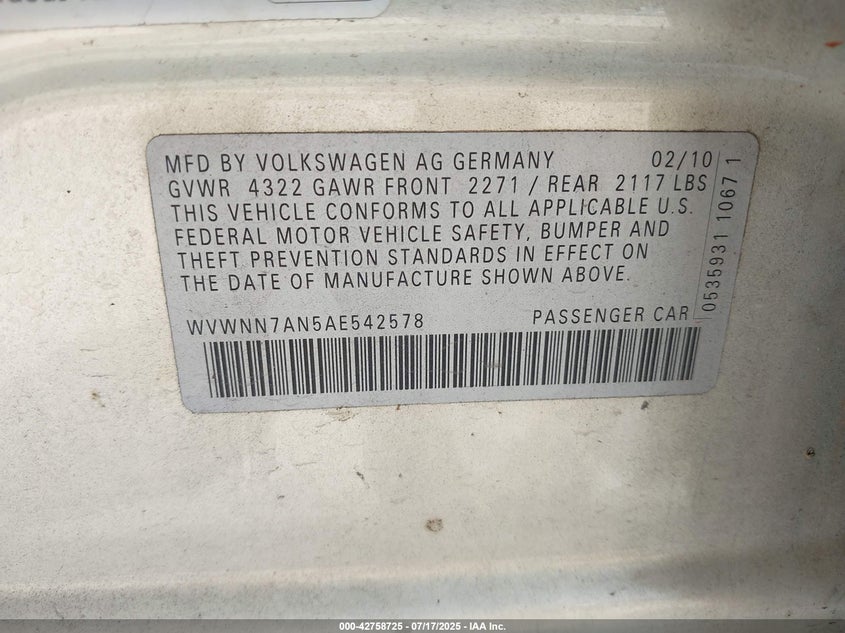 MFD BY VOLKSWAGEN AG GERMANY 02/10
GVWR 4322 GAWR FRONT 2271 / REAR 2117 LBS
THIS VEHICLE CONFORMS TO ALL APPLICABLE U.S.
FEDERAL MOTOR VEHICLE SAFETY, BUMPER AND
THEFT PREVENTION STANDARDS IN EFFECT ON
THE DATE OF MANUFACTURE SHOWN ABOVE.
WVWNN7AN5AE542578 PASSENGER CAR
0535931 10671
000-42758725 - 07/17/2025 - IAA Inc.